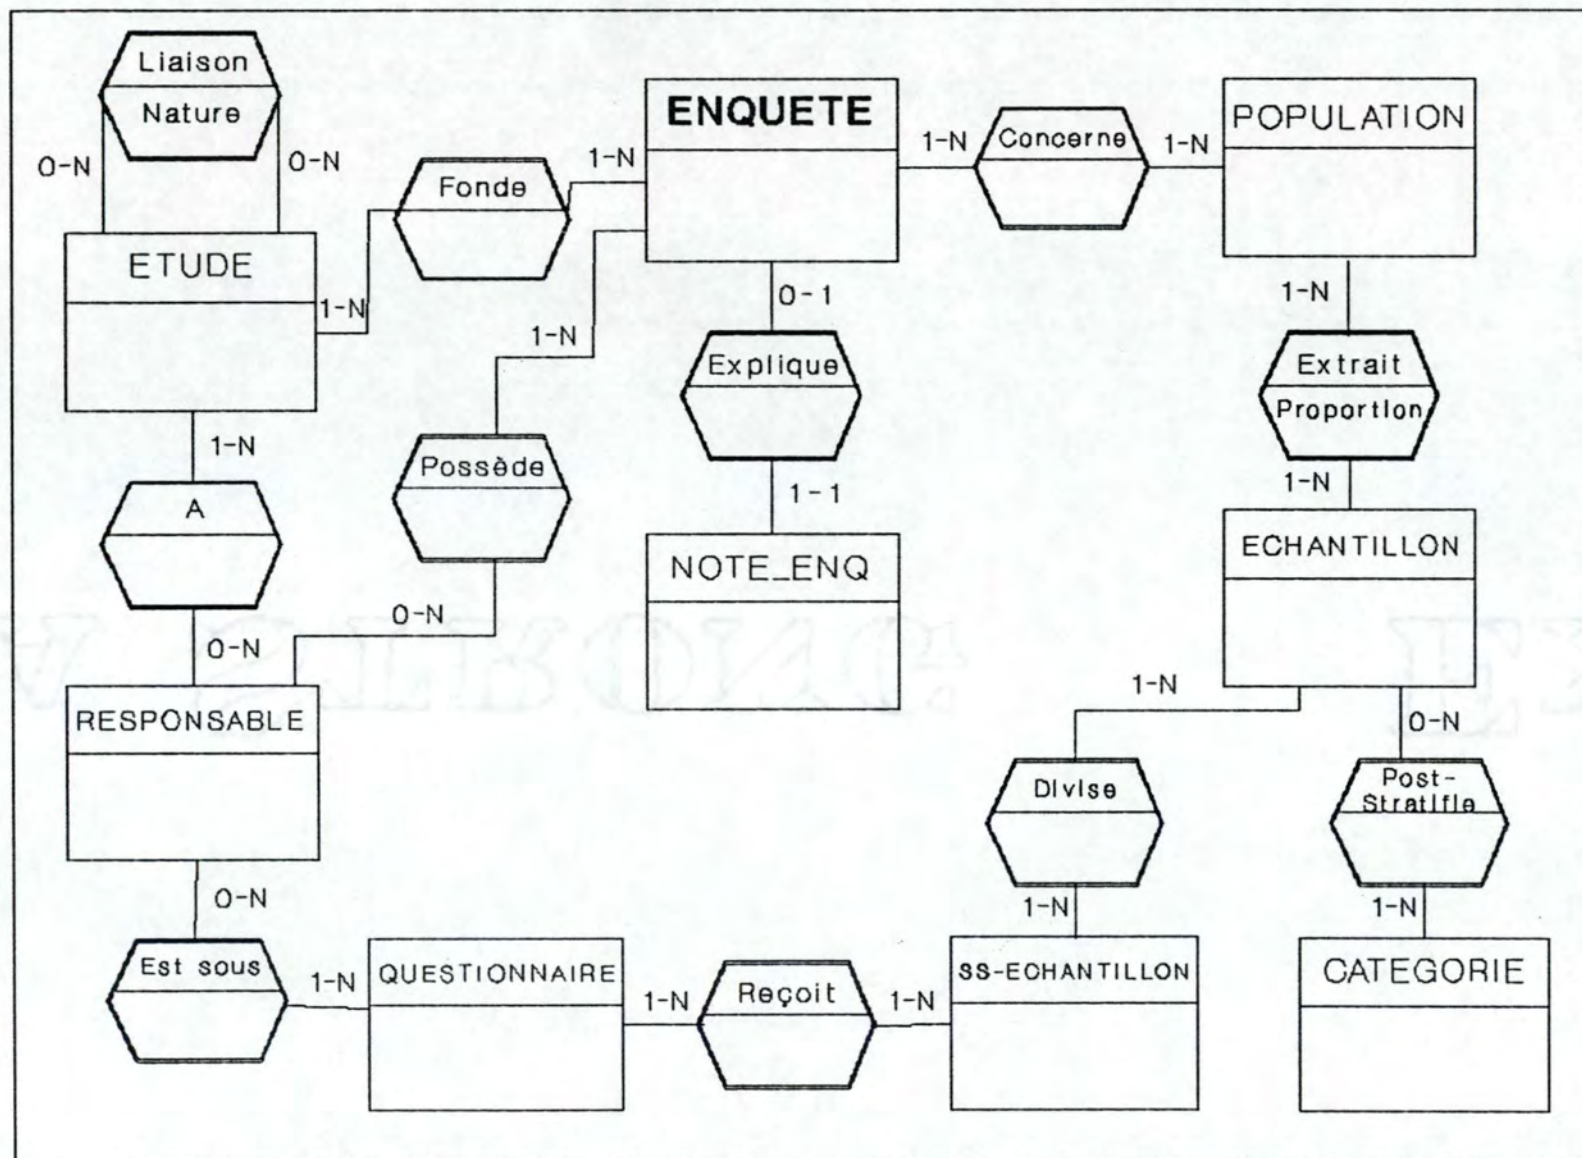 Liaison
Nature
0-N
0-N
ENQUETE
1-N
Concerne
1-N
POPULATION
1-N
Fonde
ETUDE
1-N
0-1
1-N
1-N
Explique
Extrait
Proportion
1-N
Possède
1-N
A
1-1
NOTE_ENQ
ECHANTILLON
0-N
0-N
RESPONSABLE
1-N
0-N
Divise
Post-
Stratifie
0-N
1-N
1-N
Est sous
1-N
QUESTIONNAIRE
1-N
Reçoit
1-N
SS-ECHANTILLON
CATEGORIE
A STRONG